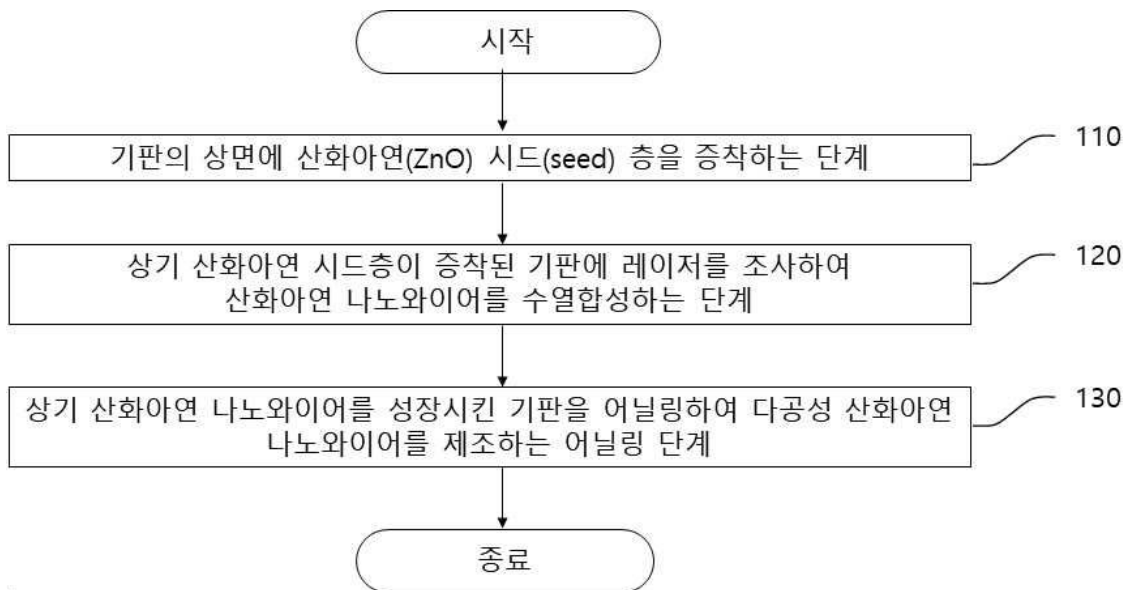 시작
기판의 상면에 산화아연(ZnO) 시드(seed) 층을 증착하는 단계
110
상기 산화아연 시드층이 증착된 기판에 레이저를 조사하여
산화아연 나노와이어를 수열합성하는 단계
120
상기 산화아연 나노와이어를 성장시킨 기판을 어닐링하여 다공성 산화아연
나노와이어를 제조하는 어닐링 단계
130
종료